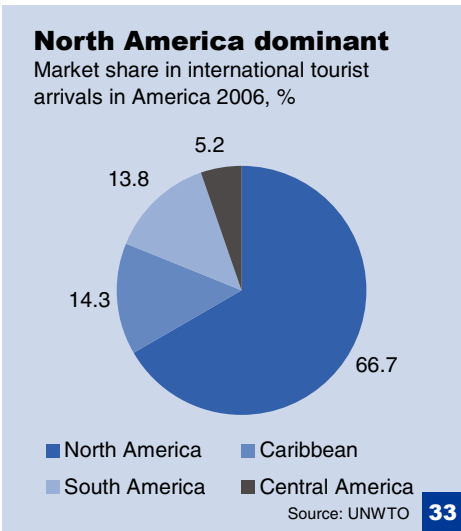 North America dominant
Market share in international tourist
arrivals in America 2006, %
5.2
13.8
14.3
66.7
North America
Caribbean
South America
Central America
Source: UNWTO
33